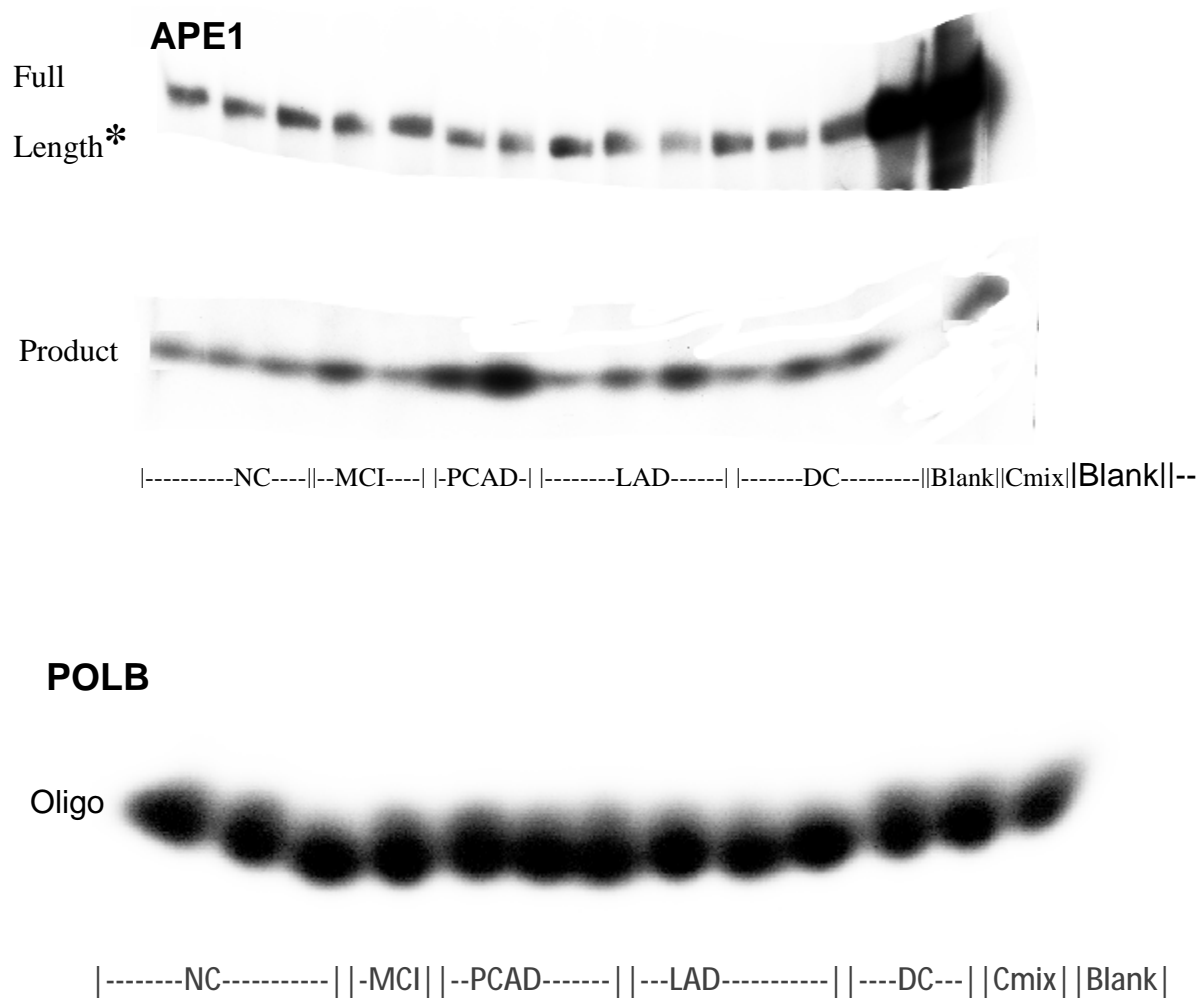 APE1
Full
Length*
Product
|----------NC----||--MCI----| |-PCAD-| |--------LAD------| |-------DC---------||Blank||Cmix||Blank||--
POLB
Oligo
|--------NC-----------||-MCI||--PCAD-------||---LAD-----------||----DC---||Cmix||Blank|